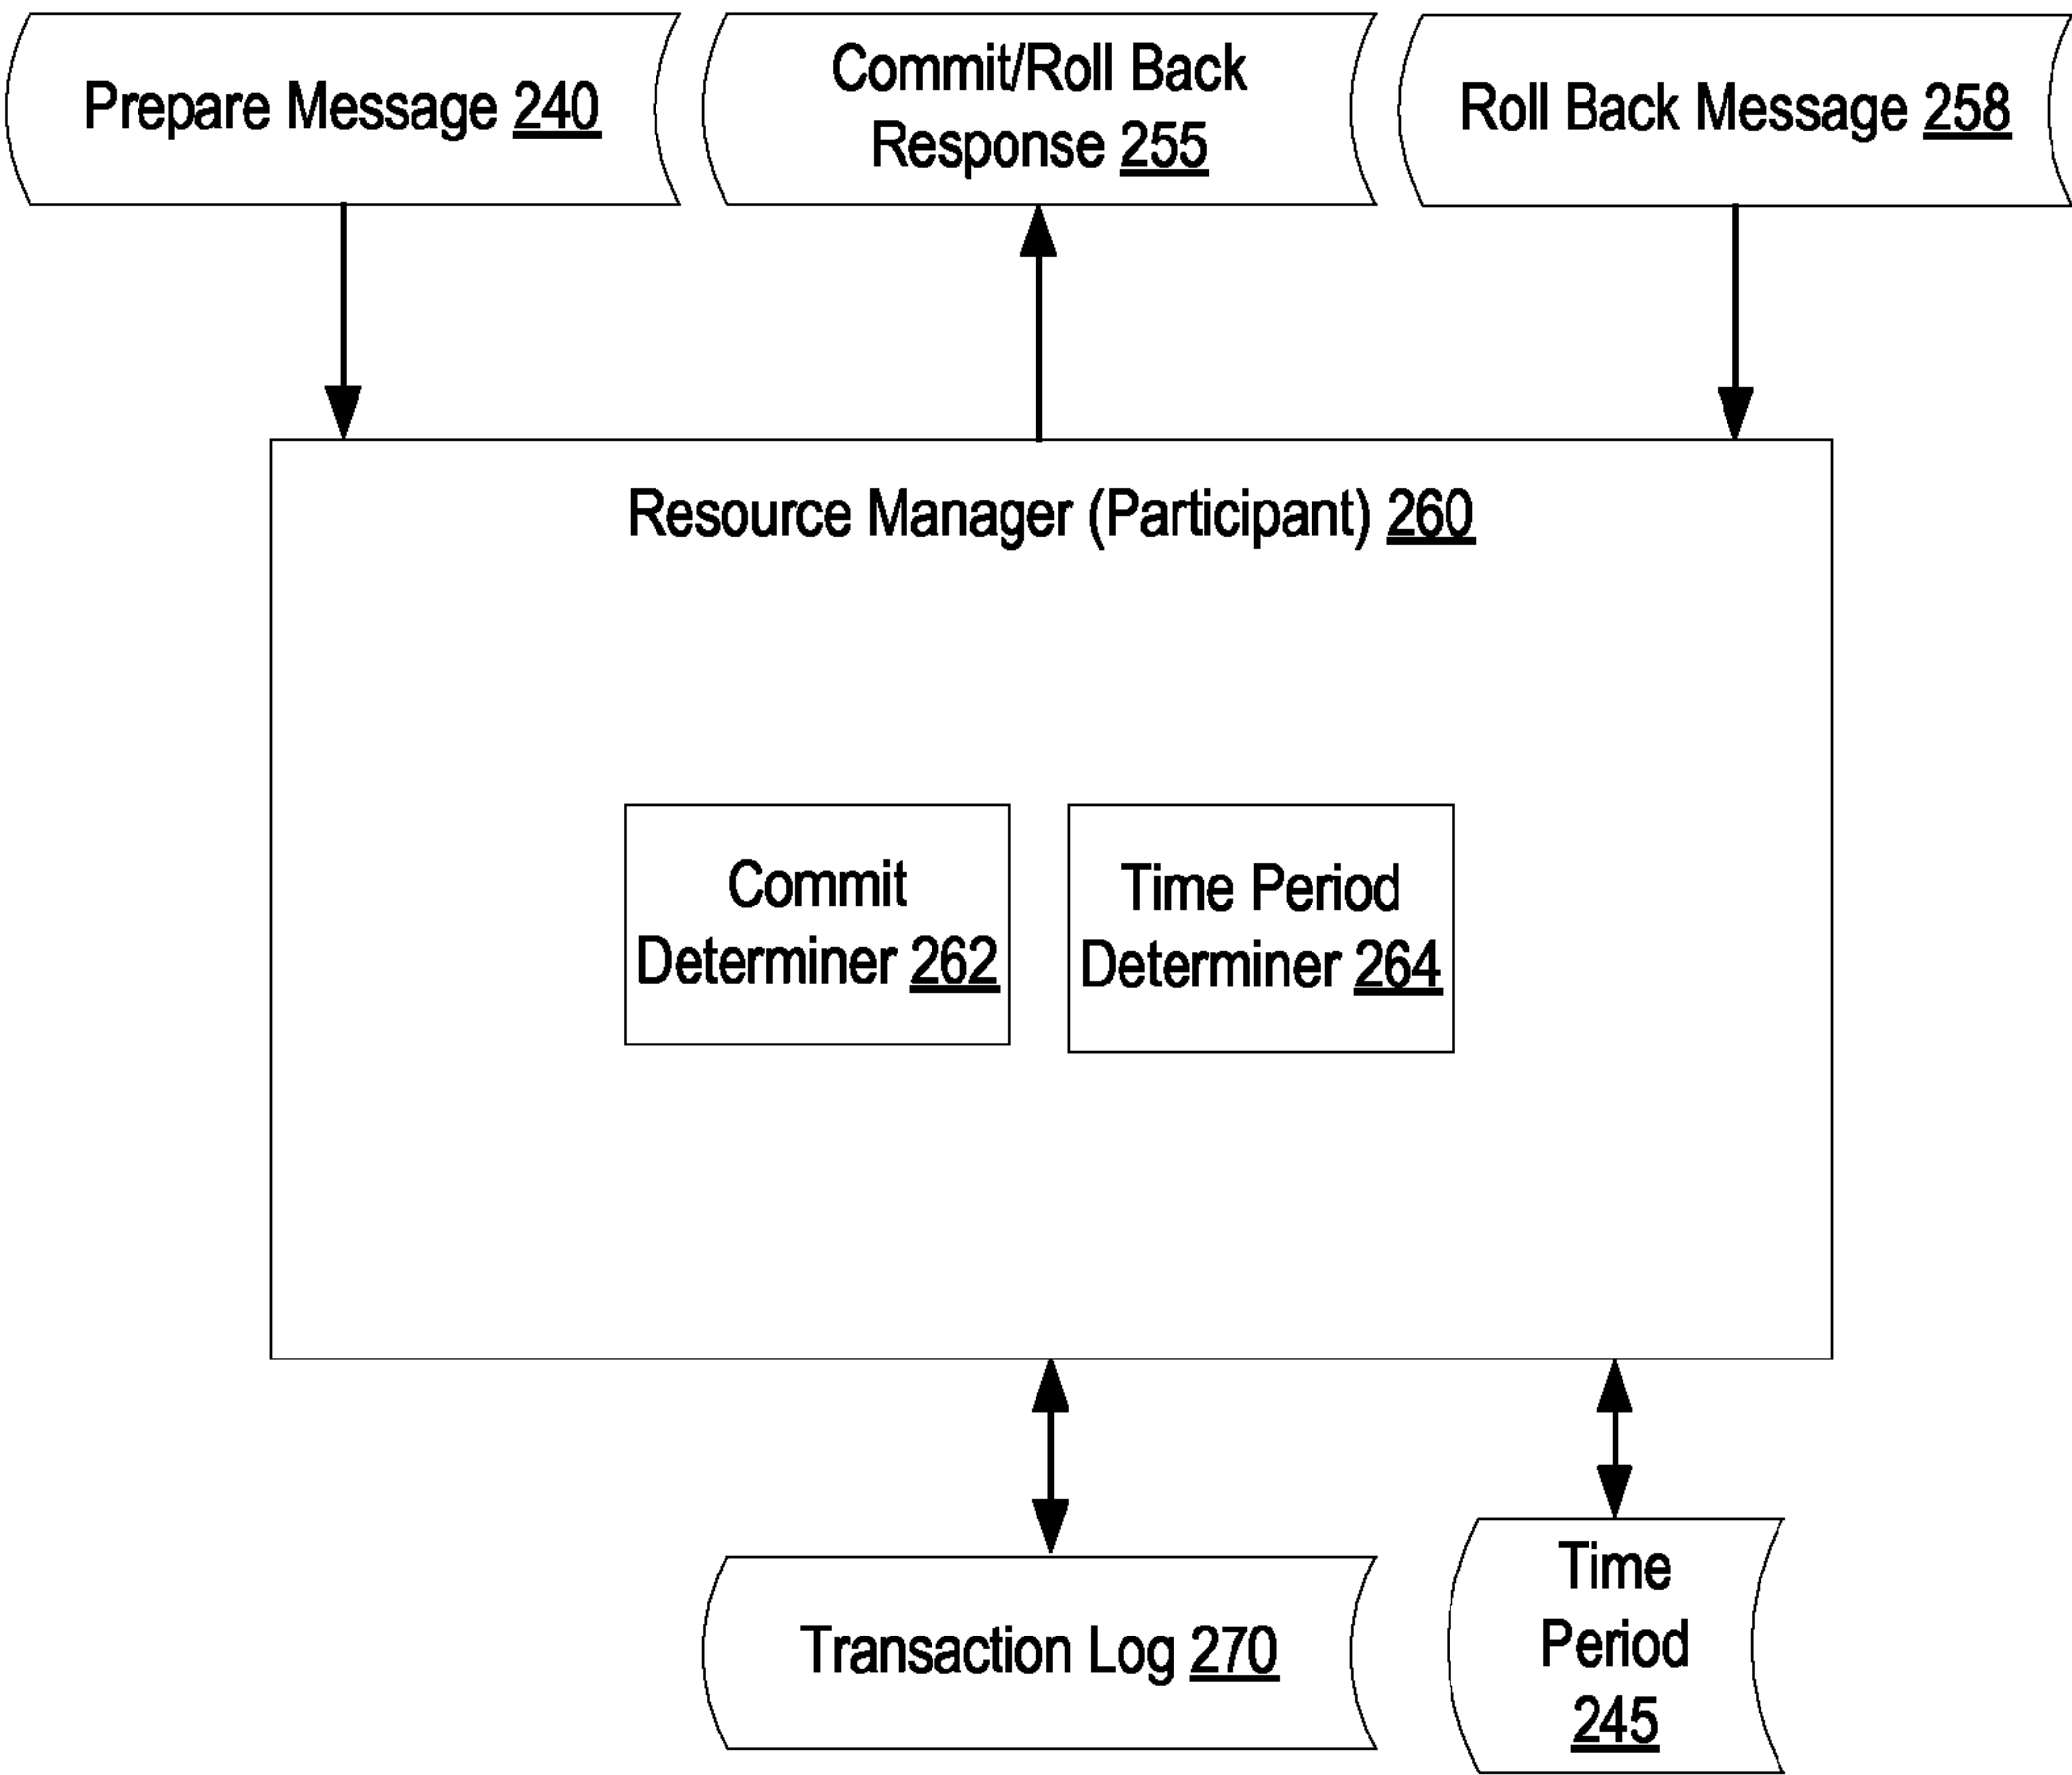 Prepare Message 240
Commit/Roll Back
Response 255
Roll Back Message 258
Resource Manager (Participant) 260
Commit
Determiner 262
Time Period
Determiner 264
Transaction Log 270
Time
Period
245